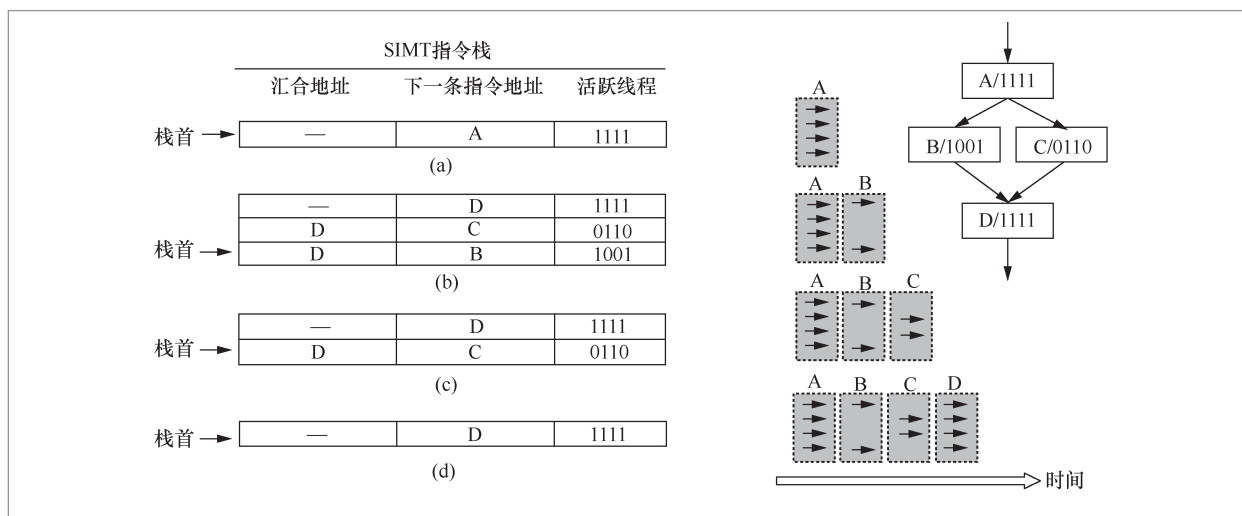 SIMT指令栈
汇合地址 下一条指令地址 活跃线程
栈首 — A 1111
(a)
— D 1111
D C 0110
栈首 D B 1001
(b)
— D 1111
栈首 D C 0110
(c)
栈首 — D 1111
(d)
A/1111
B/1001 C/0110
D/1111
A
A B
A B C
A B C D
时间